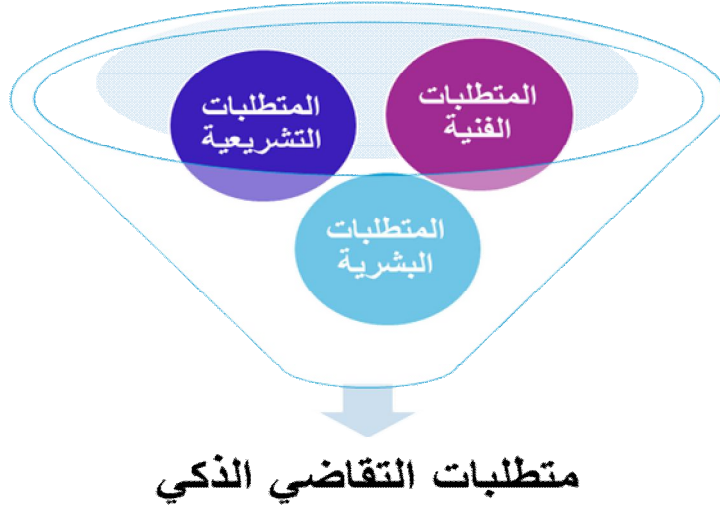 المتطلبات
الفنية
المتطلبات
التشريعية
المتطلبات
البشرية
متطلبات التقاضي الذكي